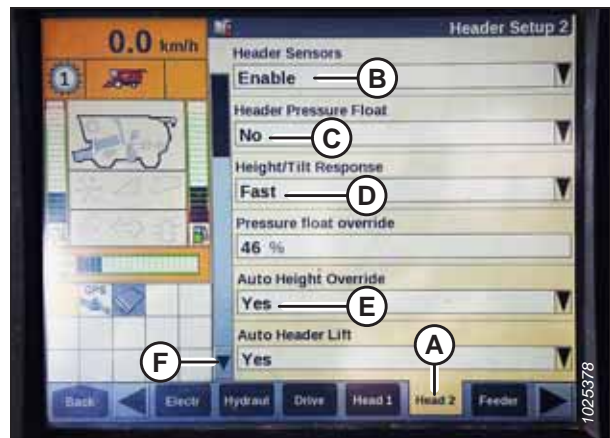 Header Setup 2
0.0 km/h
1
Header Sensors
Enable
B
Header Pressure Float
No
C
Height/Tilt Response
Fast
D
Pressure float override
46 %
Auto Height Override
Yes
E
Auto Header Lift
Yes
F
A
GPS
Back
Electr
Hydraul
Drive
Head 1
Head 2
Feeder
1025378